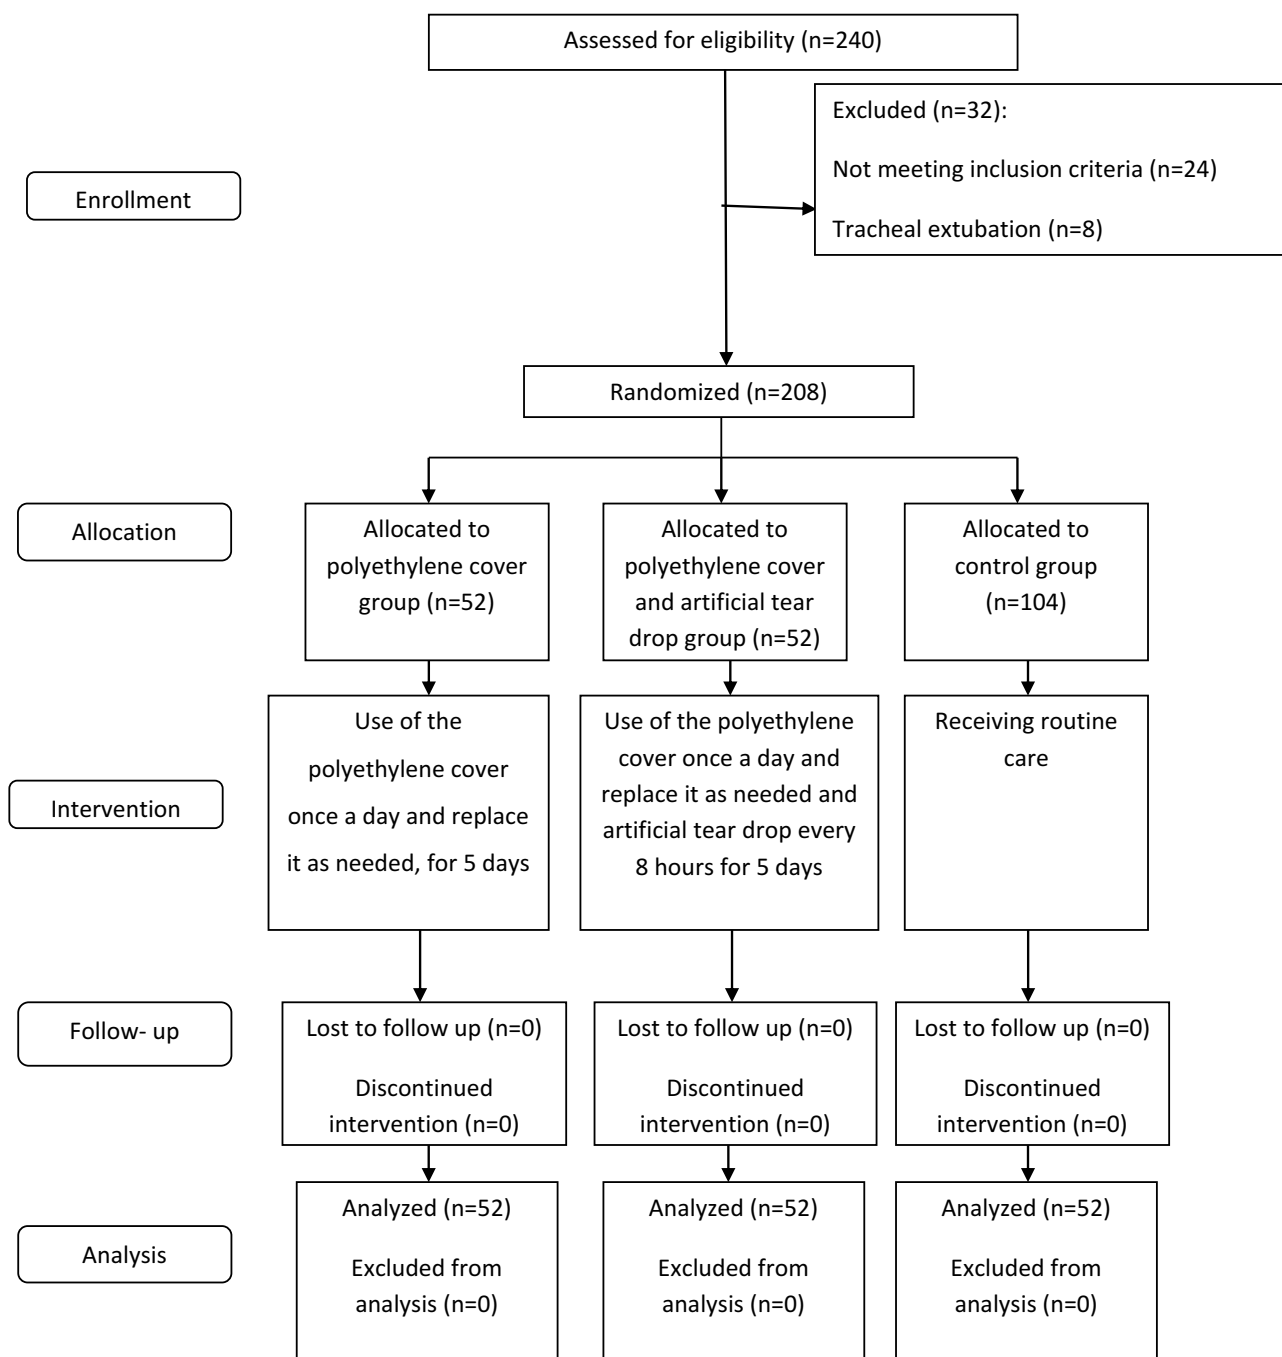 Assessed for eligibility (n=240)
Excluded (n=32):
Not meeting inclusion criteria (n=24)
Tracheal extubation (n=8)
Enrollment
Randomized (n=208)
Allocation
Allocated to
polyethylene cover
group (n=52)
Allocated to
polyethylene cover
and artificial tear
drop group (n=52)
Allocated to
control group
(n=104)
Intervention
Use of the
polyethylene cover
once a day and replace
it as needed, for 5 days
Use of the polyethylene
cover once a day and
replace it as needed and
artificial tear drop every
8 hours for 5 days
Receiving routine
care
Follow- up
Lost to follow up (n=0)
Discontinued
intervention (n=0)
Lost to follow up (n=0)
Discontinued
intervention (n=0)
Lost to follow up (n=0)
Discontinued
intervention (n=0)
Analysis
Analyzed (n=52)
Excluded from
analysis (n=0)
Analyzed (n=52)
Excluded from
analysis (n=0)
Analyzed (n=52)
Excluded from
analysis (n=0)